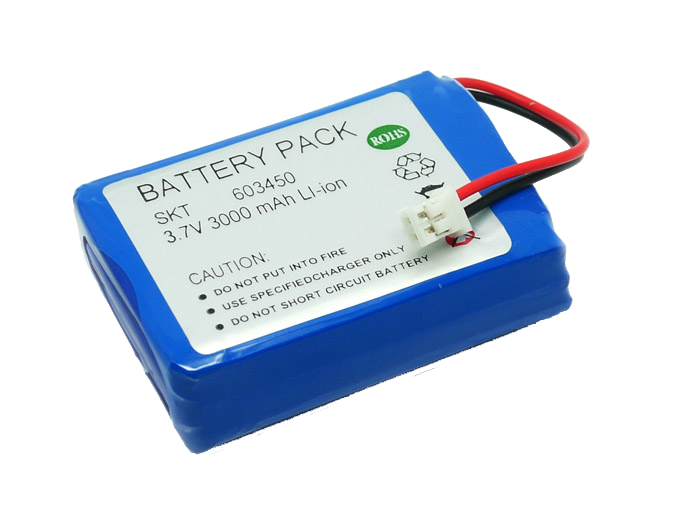 BATTERY PACK
ROHS
SKT 603450
3.7V 3000 mAh LI-ion
CAUTION:
● DO NOT PUT INTO FIRE
● USE SPECIFIEDCHARGER ONLY
● DO NOT SHORT CIRCUIT BATTERY